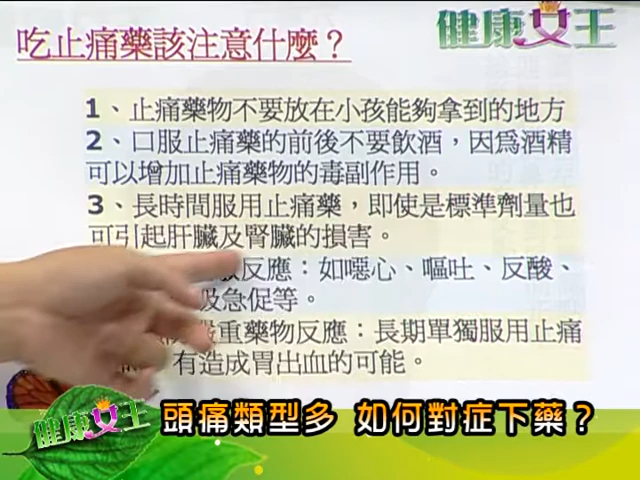 吃止痛藥該注意什麼？
健康女王
1、止痛藥物不要放在小孩能夠拿到的地方
2、口服止痛藥的前後不要飲酒，因為酒精
可以增加止痛藥物的毒副作用。
3、長時間服用止痛藥，即使是標準劑量也
可引起肝臟及腎臟的損害。
反應：如噁心、嘔吐、反酸、
吸急促等。
嚴重藥物反應：長期單獨服用止痛
有造成胃出血的可能。
健康女王
頭痛類型多 如何對症下藥？